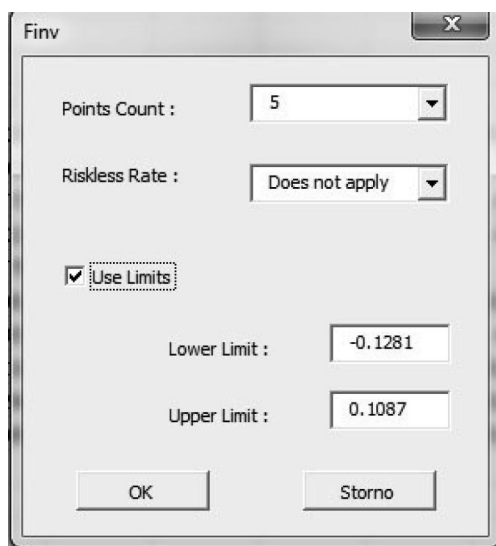 Finv
Points Count : 5
Riskless Rate : Does not apply
Use Limits
Lower Limit : -0.1281
Upper Limit : 0.1087
OK Storno